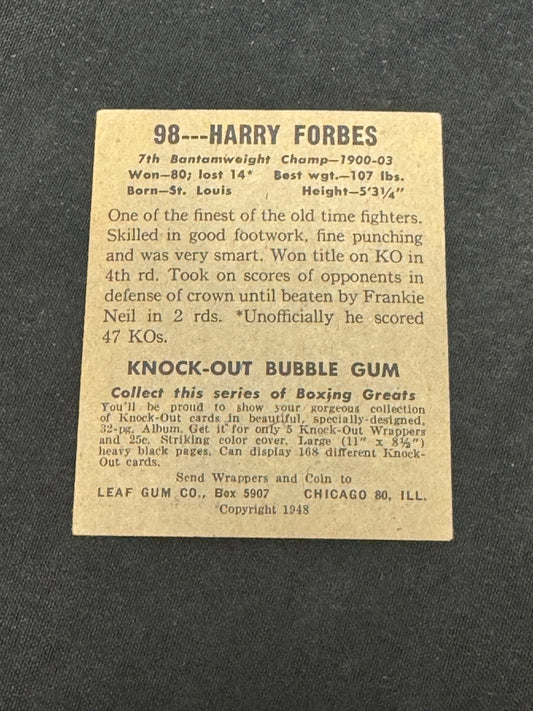 98---HARRY FORBES
7th Bantamweight Champ—1900-03
Won—80; lost 14* Best wgt.—107 lbs.
Born—St. Louis Height—5'3¼"
One of the finest of the old time fighters.
Skilled in good footwork, fine punching
and was very smart. Won title on KO in
4th rd. Took on scores of opponents in
defense of crown until beaten by Frankie
Neil in 2 rds. *Unofficially he scored
47 KOs.
KNOCK-OUT BUBBLE GUM
Collect this series of Boxing Greats
You'll be proud to show your gorgeous collection
of Knock-Out cards in beautiful, specially-designed,
32-pg. Album. Get it for only 5 Knock-Out Wrappers
and 25c. Striking color cover. Large (11" x 8½")
heavy black pages. Can display 168 different Knock-
Out cards.
Send Wrappers and Coin to
LEAF GUM CO., Box 5907 CHICAGO 80, ILL.
Copyright 1948